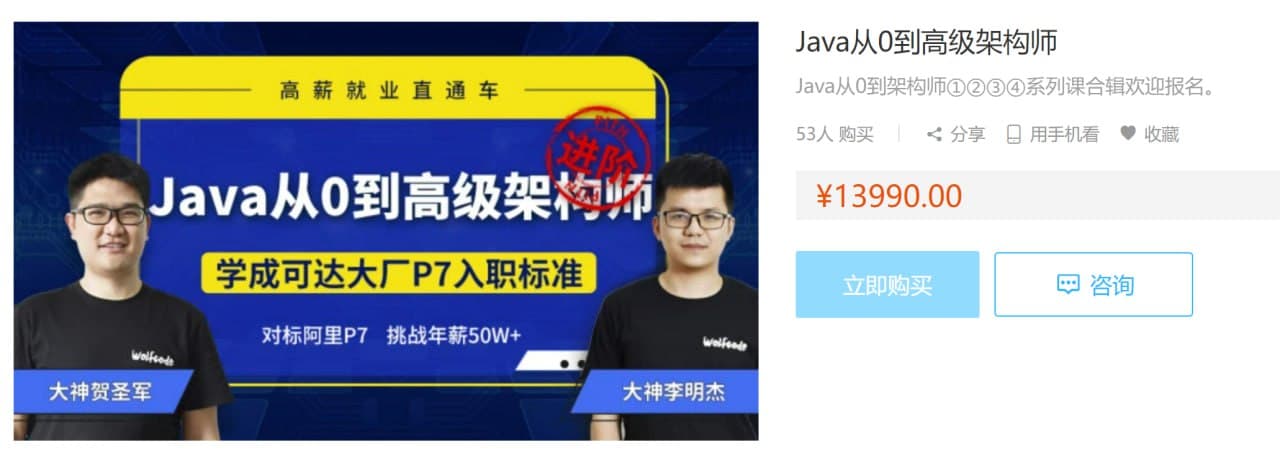 高薪就业直通车
进阶
Java从0到高级架构师
学成可达大厂P7入职标准
对标阿里P7 挑战年薪50W+
大神贺圣军
大神李明杰
Java从0到高级架构师
Java从0到架构师①②③④系列课合辑欢迎报名。
53人 购买 分享 用手机看 收藏
¥13990.00
立即购买 咨询